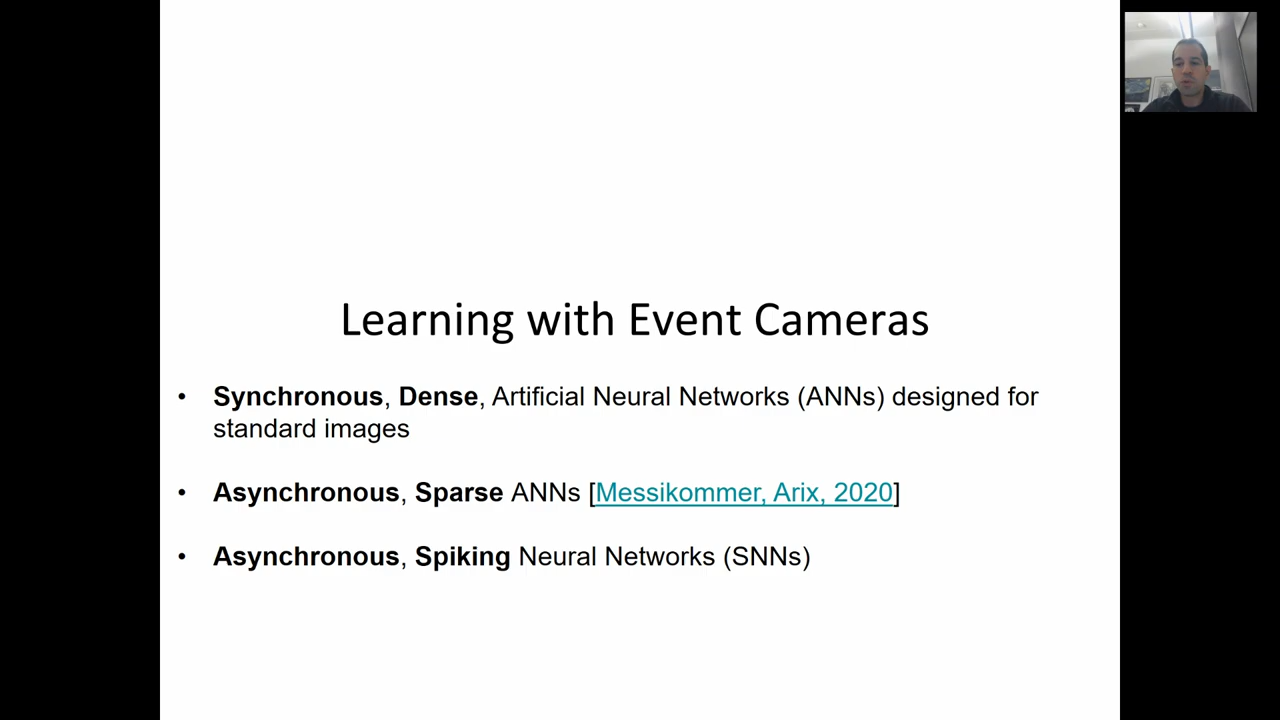 Learning with Event Cameras
• Synchronous, Dense, Artificial Neural Networks (ANNs) designed for
standard images
• Asynchronous, Sparse ANNs [Messikommer, Arix, 2020]
• Asynchronous, Spiking Neural Networks (SNNs)